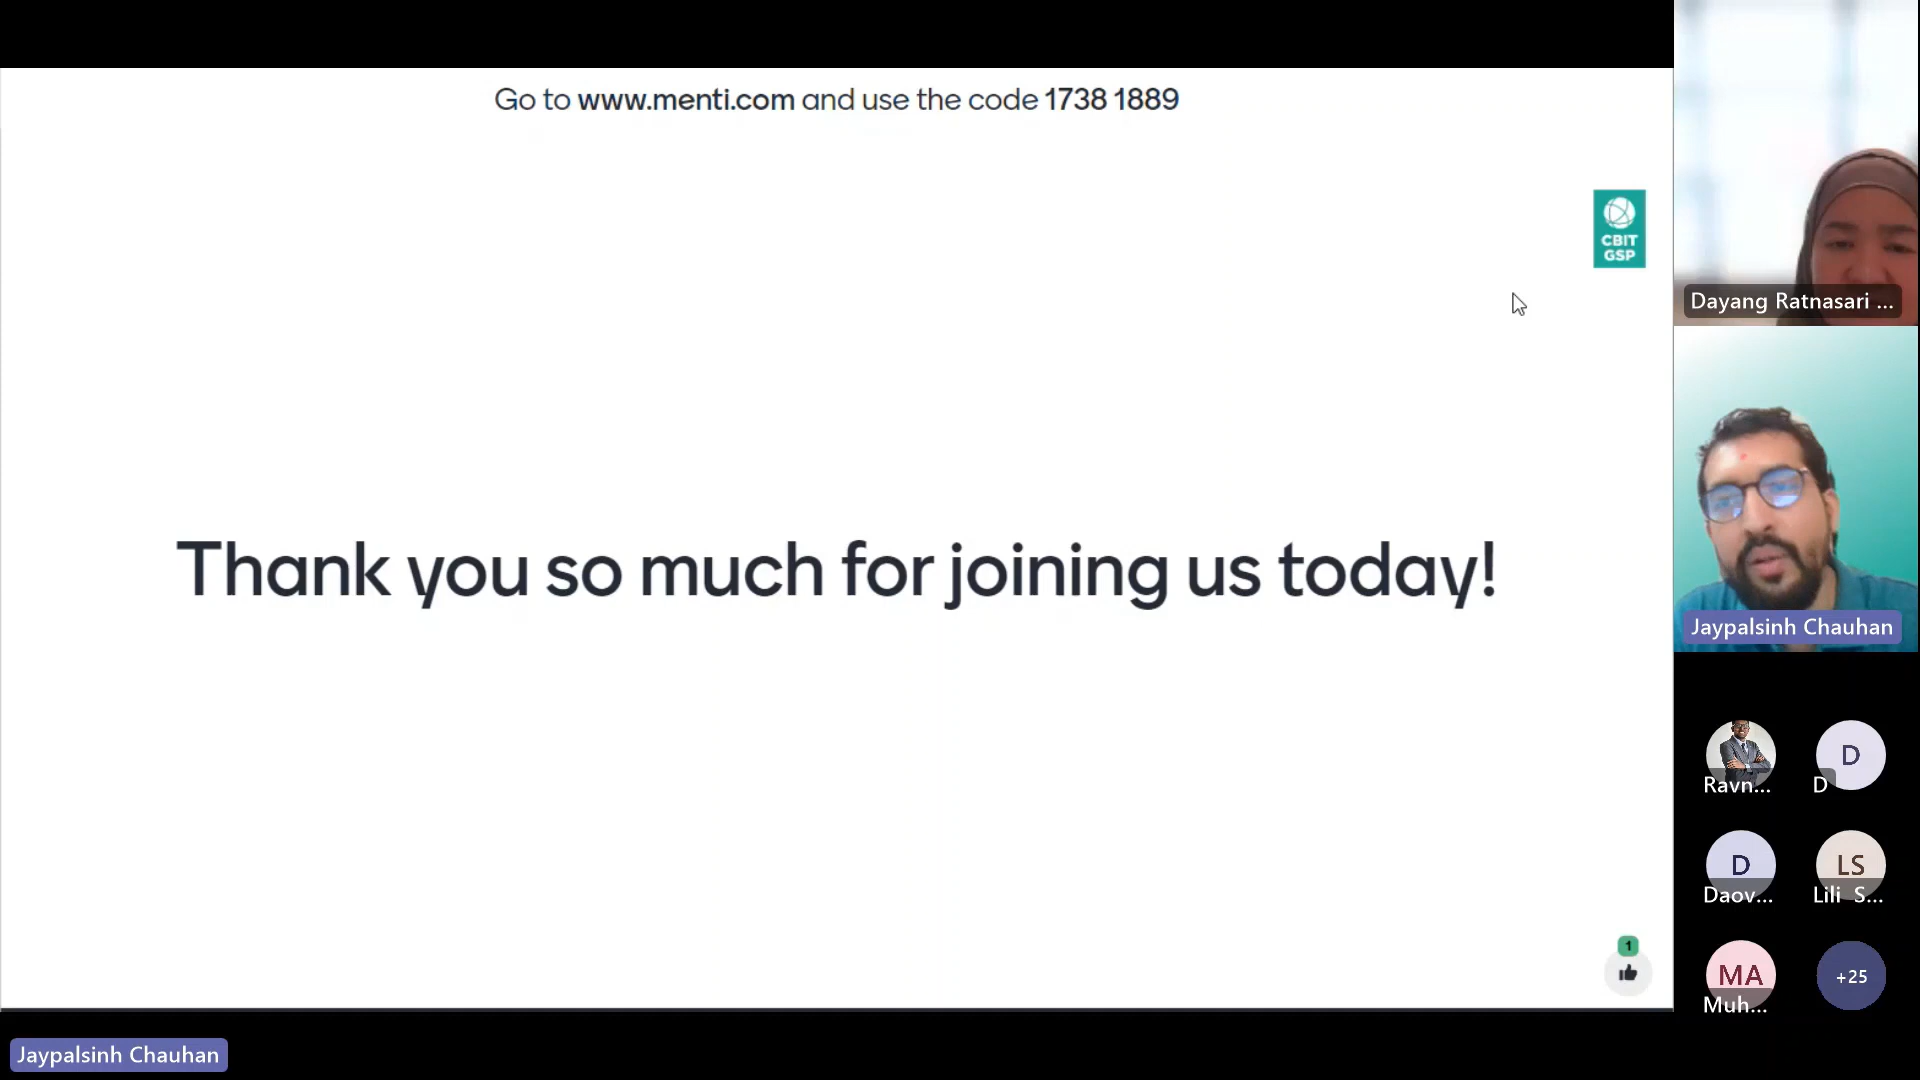 Go to www.menti.com and use the code 1738 1889
CBIT
GSP
Thank you so much for joining us today!
1
Dayang Ratnasari ...
Jaypalsinh Chauhan
Ravn...
D
D
D
Daov...
LS
Lili S...
MA
Muh...
+25
Jaypalsinh Chauhan